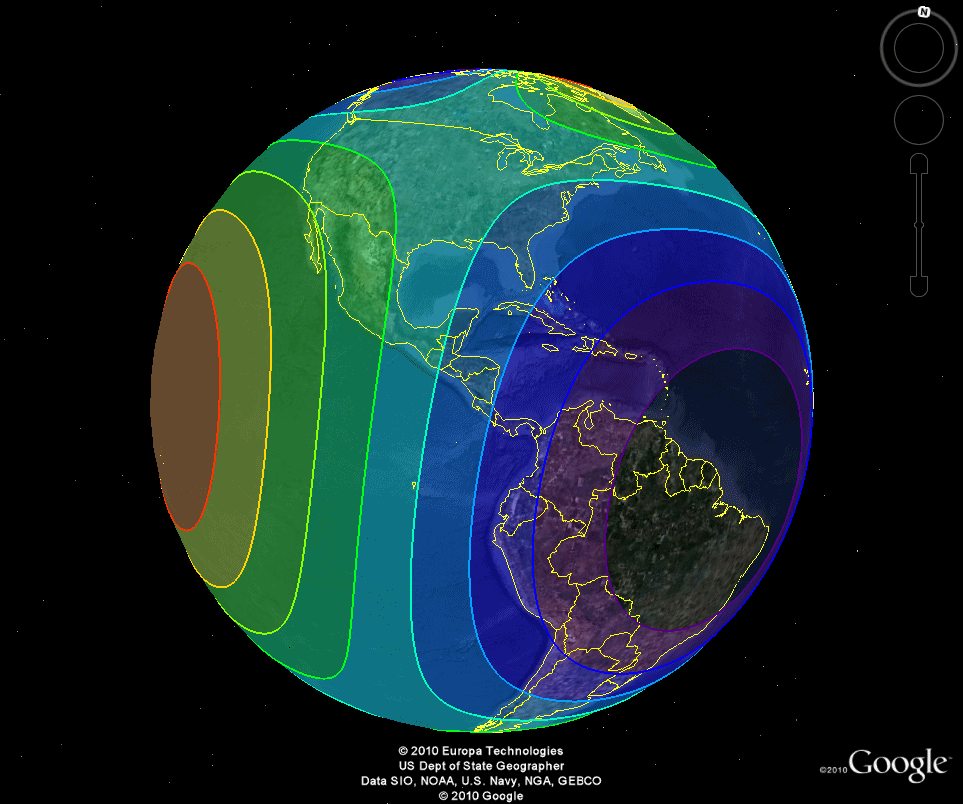 N
© 2010 Europa Technologies
US Dept of State Geographer
Data SIO, NOAA, U.S. Navy, NGA, GEBCO
© 2010 Google
©2010 Google